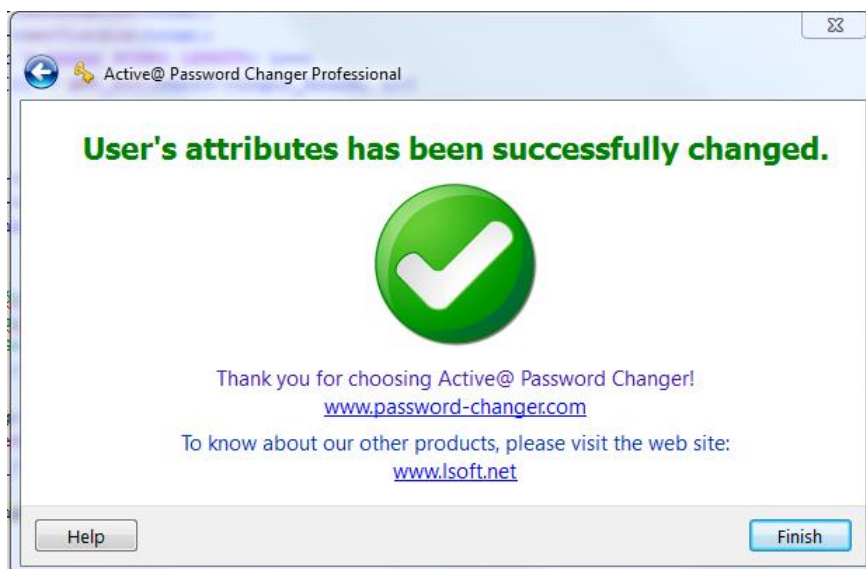 Active@ Password Changer Professional
User's attributes has been successfully changed.
Thank you for choosing Active@ Password Changer!
www.password-changer.com
To know about our other products, please visit the web site:
www.lsoft.net
Help
Finish